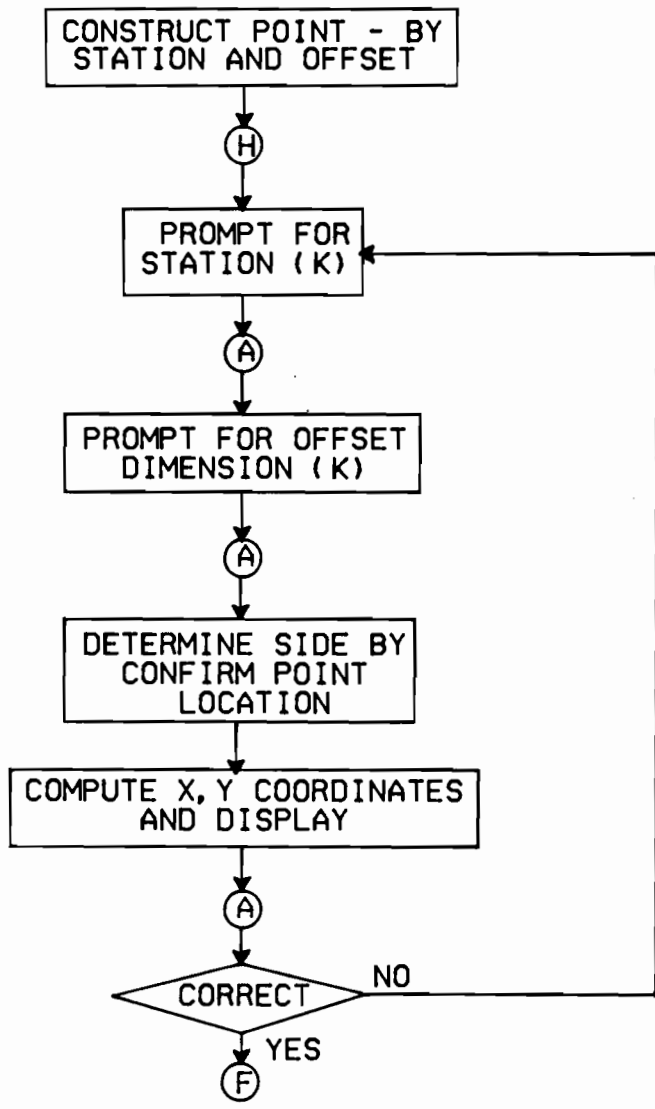 CONSTRUCT POINT - BY
STATION AND OFFSET
H
PROMPT FOR
STATION (K)
A
PROMPT FOR OFFSET
DIMENSION (K)
A
DETERMINE SIDE BY
CONFIRM POINT
LOCATION
COMPUTE X,Y COORDINATES
AND DISPLAY
A
CORRECT
NO
YES
F